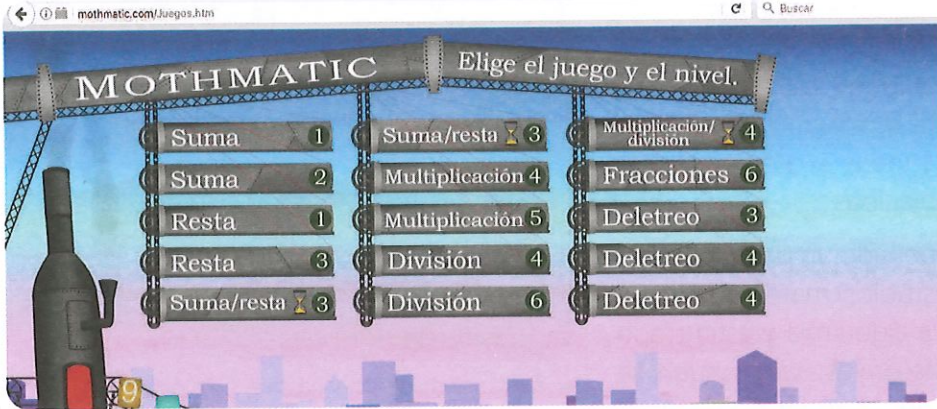 mothmatic.com/Juegos.htm
Buscar
MOTHMATIC
Elige el juego y el nivel.
Suma 1
Suma 2
Resta 1
Resta 3
Suma/resta 3
Suma/resta 3
Multiplicación 4
Multiplicación 5
División 4
División 6
Multiplicación/
división 4
Fracciones 6
Deletreo 3
Deletreo 4
Deletreo 4
9